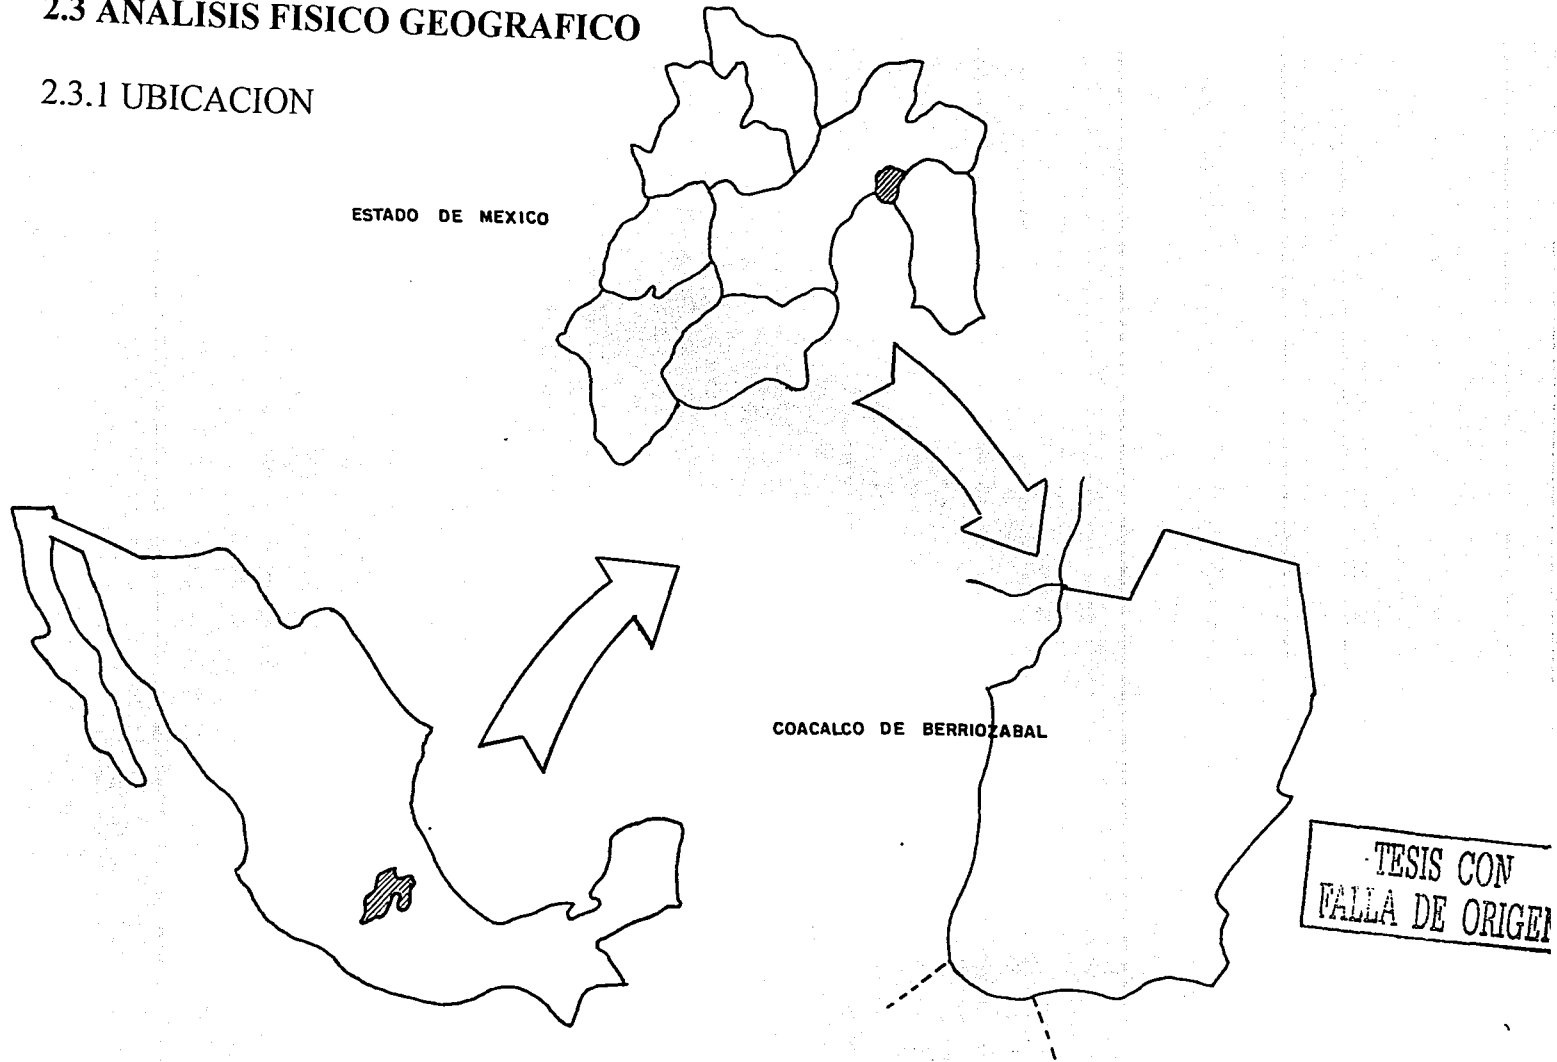 2.3 ANALISIS FISICO GEOGRAFICO
2.3.1 UBICACION
ESTADO DE MEXICO
COACALCO DE BERRIOZABAL
TESIS CON
FALLA DE ORIGEN